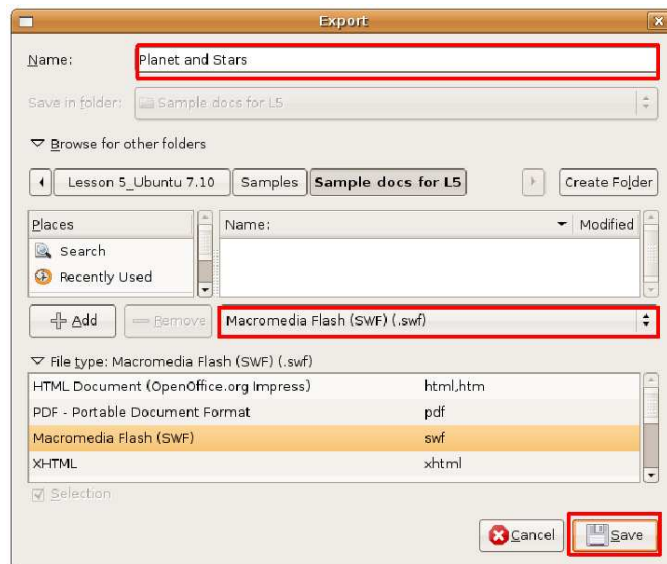 Export
Name: Planet and Stars
Save in folder: Sample docs for L5
Browse for other folders
Lesson 5_Ubuntu 7.10 Samples Sample docs for L5 Create Folder
Places Name: Modified
Search
Recently Used
Add Remove Macromedia Flash (SWF) (.swf)
File type: Macromedia Flash (SWF) (.swf)
HTML Document (OpenOffice.org Impress) html,htm
PDF - Portable Document Format pdf
Macromedia Flash (SWF) swf
XHTML xhtml
Selection
Cancel Save